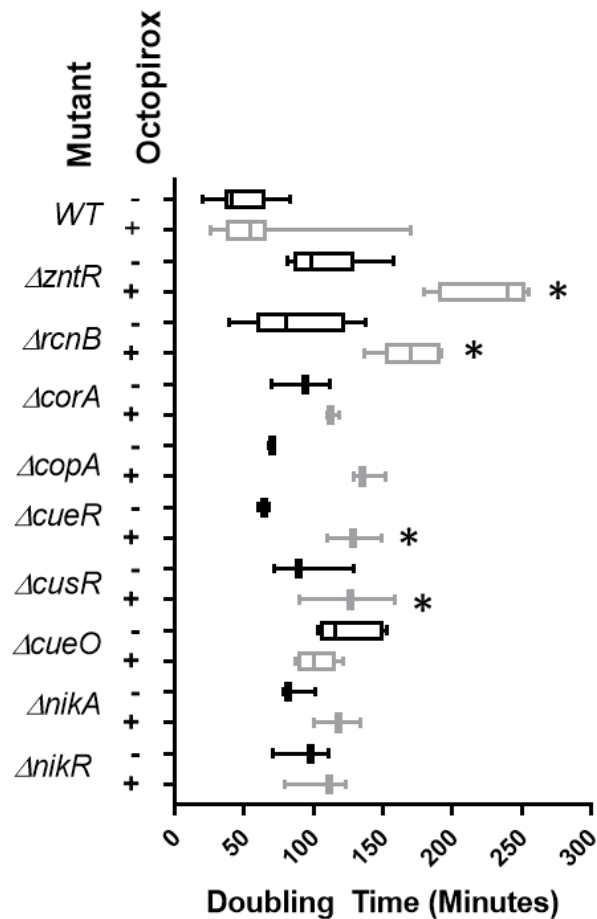 Mutant Octopirox
WT -
+
ΔzntR -
+ *
ΔrcnB -
+ *
ΔcorA -
+
ΔcopA -
+
ΔcueR -
+ *
ΔcusR -
+ *
ΔcueO -
+
ΔnikA -
+
ΔnikR -
+
0 50 100 150 200 250 300
Doubling Time (Minutes)